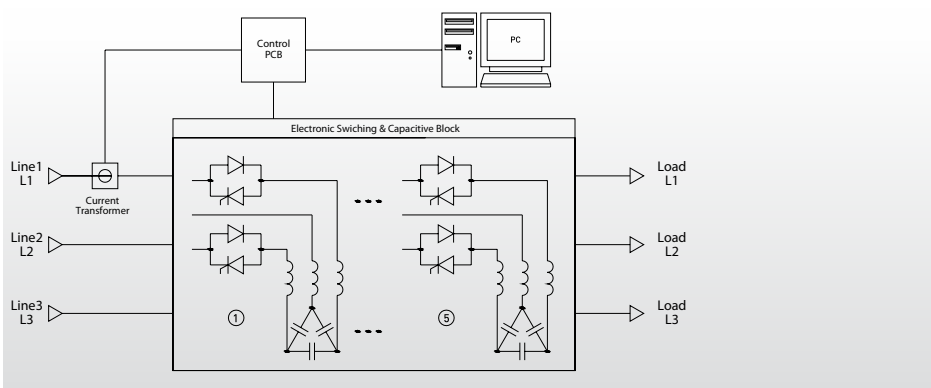 Control
PCB
PC
Electronic Swiching & Capacitive Block
Line1
L1
Current
Transformer
Load
L1
Line2
L2
Load
L2
Line3
L3
1
5
Load
L3